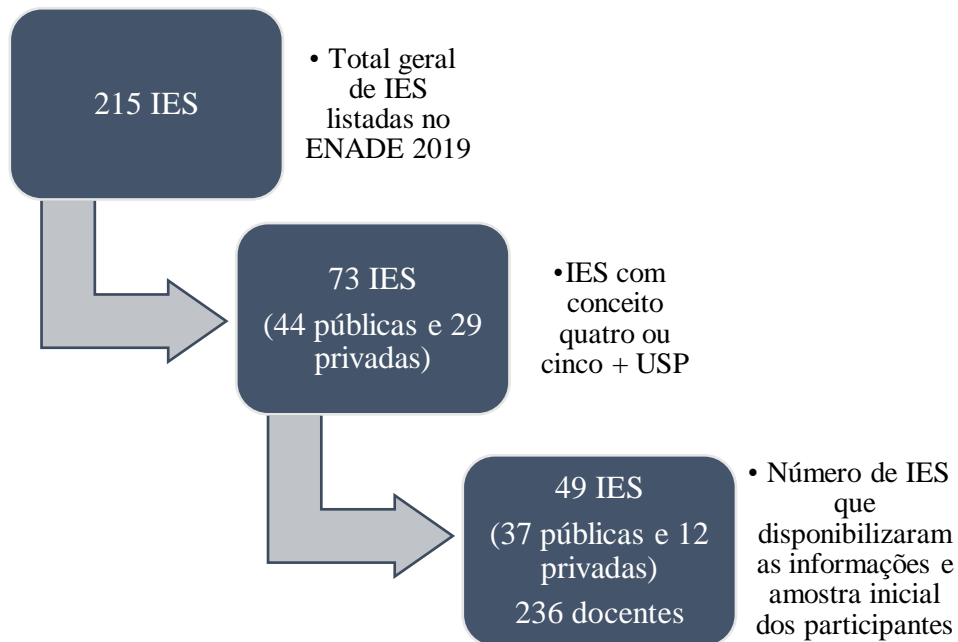 215 IES
• Total geral
de IES
listadas no
ENADE 2019
73 IES
(44 públicas e 29
privadas)
•IES com
conceito
quatro ou
cinco + USP
49 IES
(37 públicas e 12
privadas)
236 docentes
• Número de IES
que
disponibilizaram
as informações e
amostra inicial
dos participantes